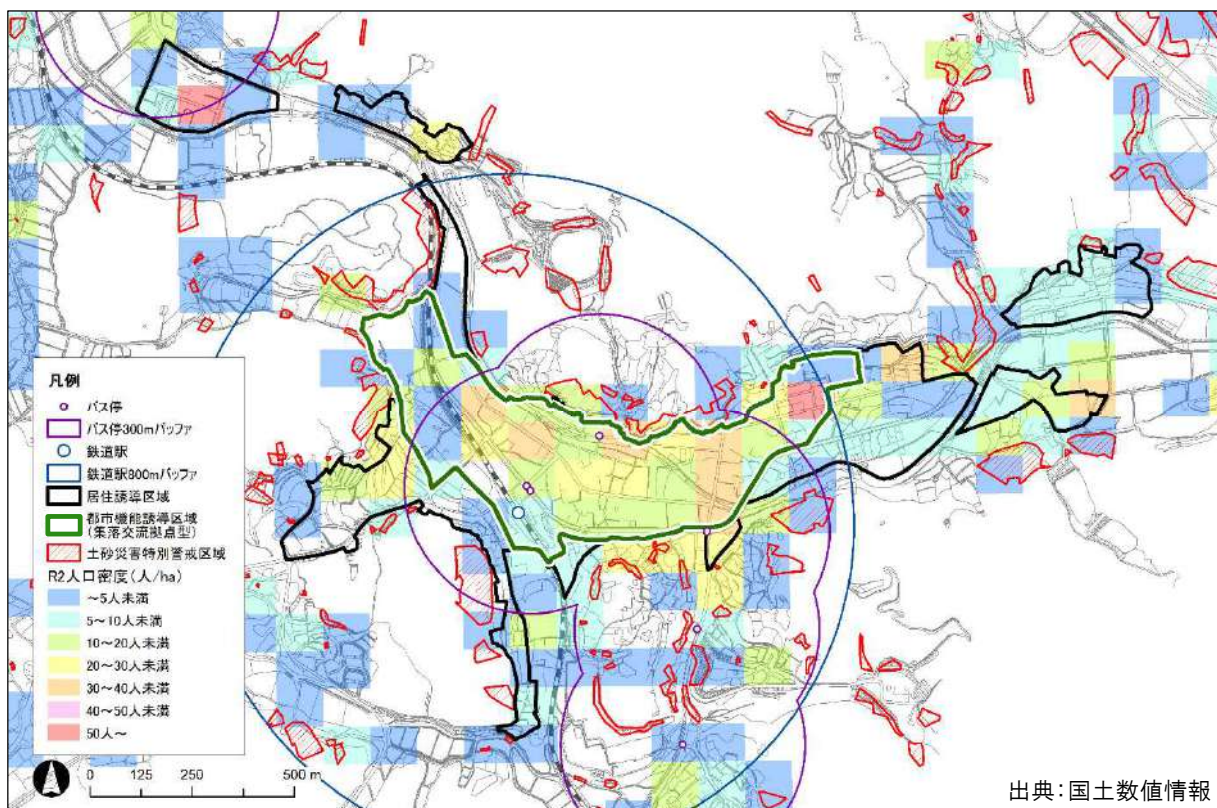 凡例
バス停
バス停300mバッファ
鉄道駅
鉄道駅800mバッファ
居住誘導区域
都市機能誘導区域
(集落交流拠点型)
土砂災害特別警戒区域
R2人口密度(人/ha)
～5人未満
5～10人未満
10～20人未満
20～30人未満
30～40人未満
40～50人未満
50人～
0 125 250 500 m
出典：国土数値情報